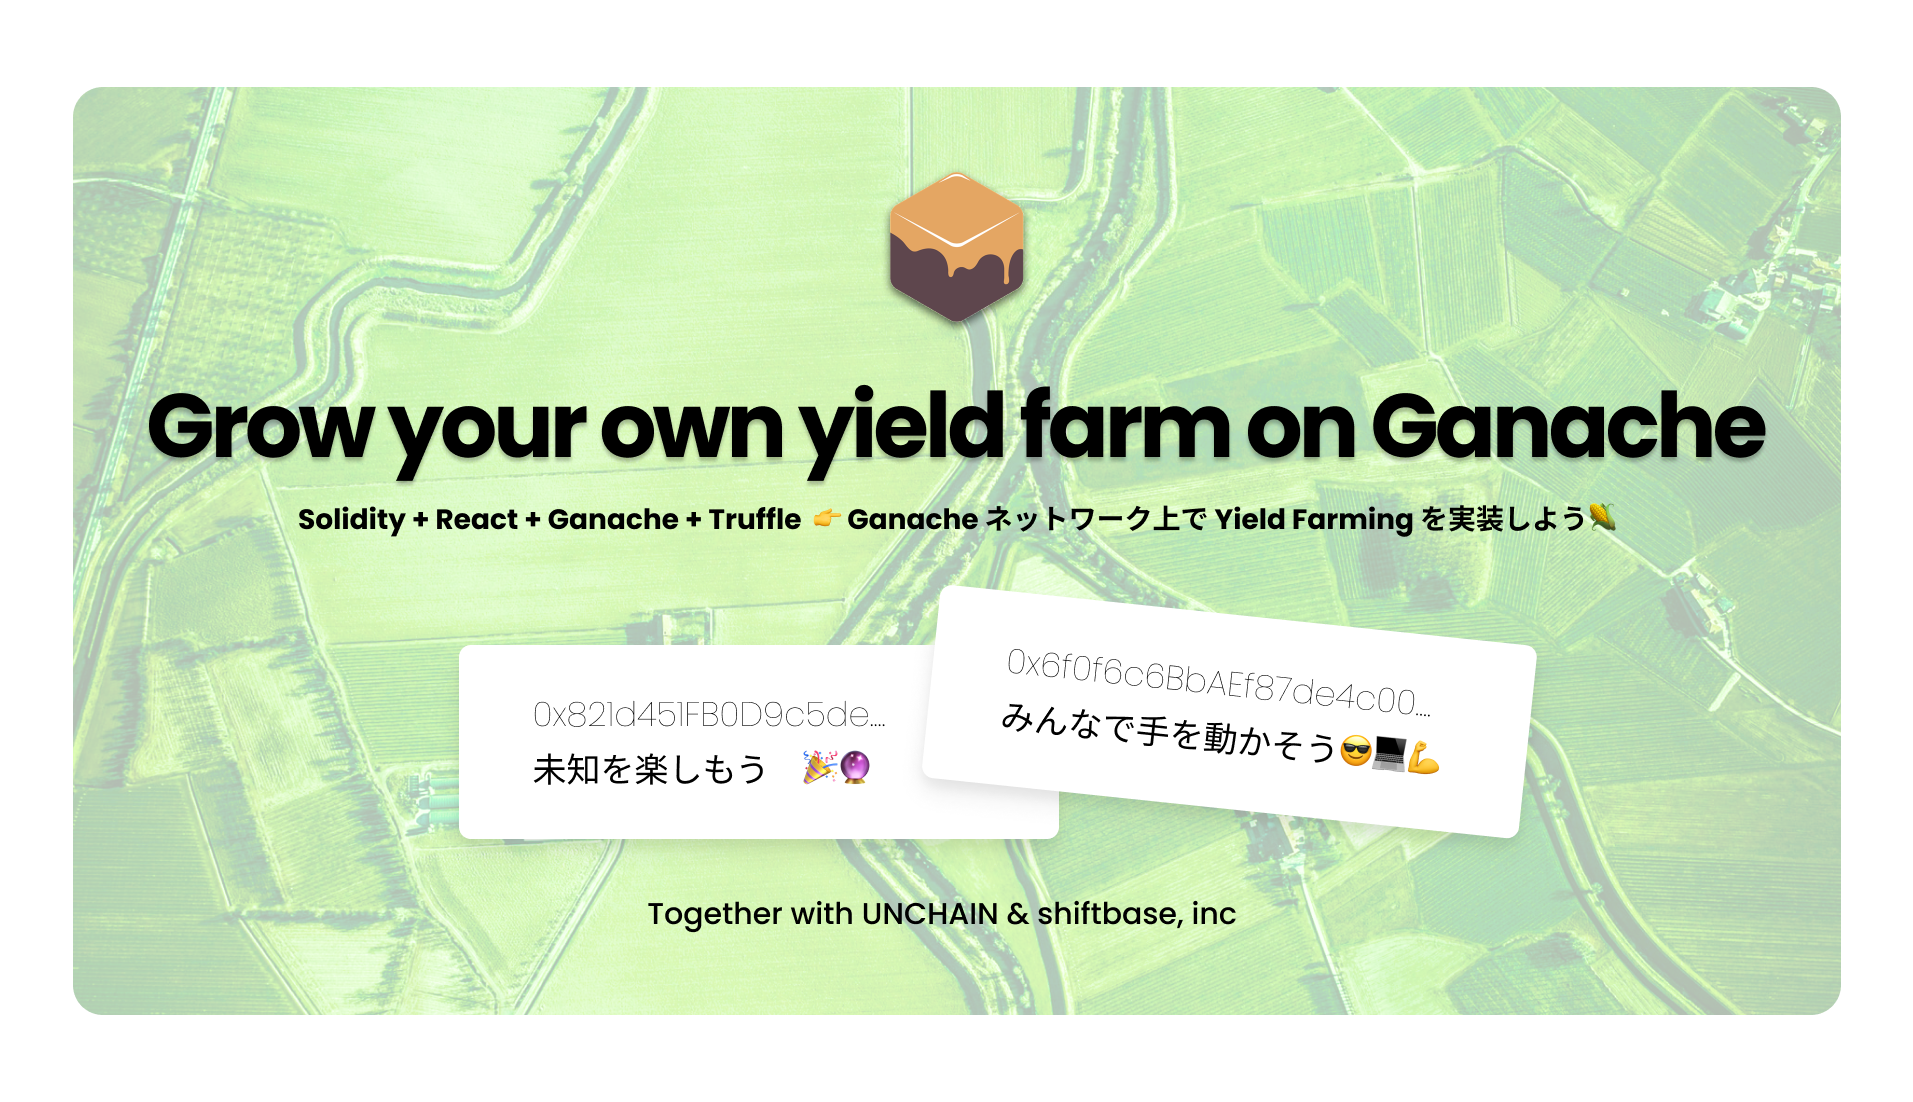 Grow your own yield farm on Ganache
Solidity + React + Ganache + Truffle 👉 Ganache ネットワーク上で Yield Farming を実装しよう🌽
0x821d451FB0D9c5de....
未知を楽しもう 🎉🔮
0x6f0f6c6BbAEf87de4c00....
みんなで手を動かそう😎💻💪
Together with UNCHAIN & shiftbase, inc